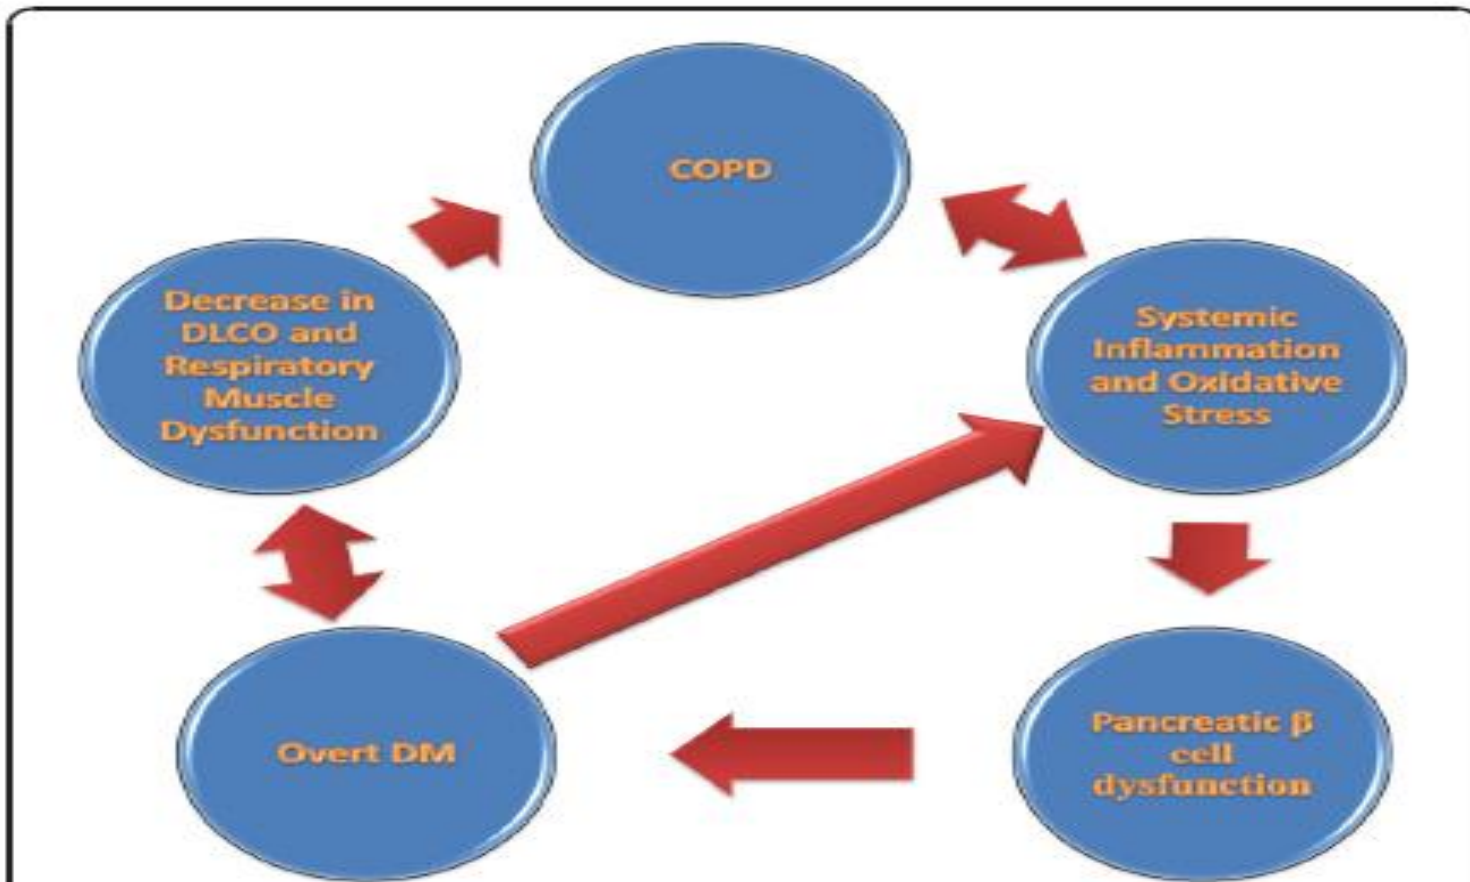 COPD
Decrease in
DLCO and
Respiratory
Muscle
Dysfunction
Systemic
Inflammation
and Oxidative
Stress
Overt DM
Pancreatic β
cell
dysfunction